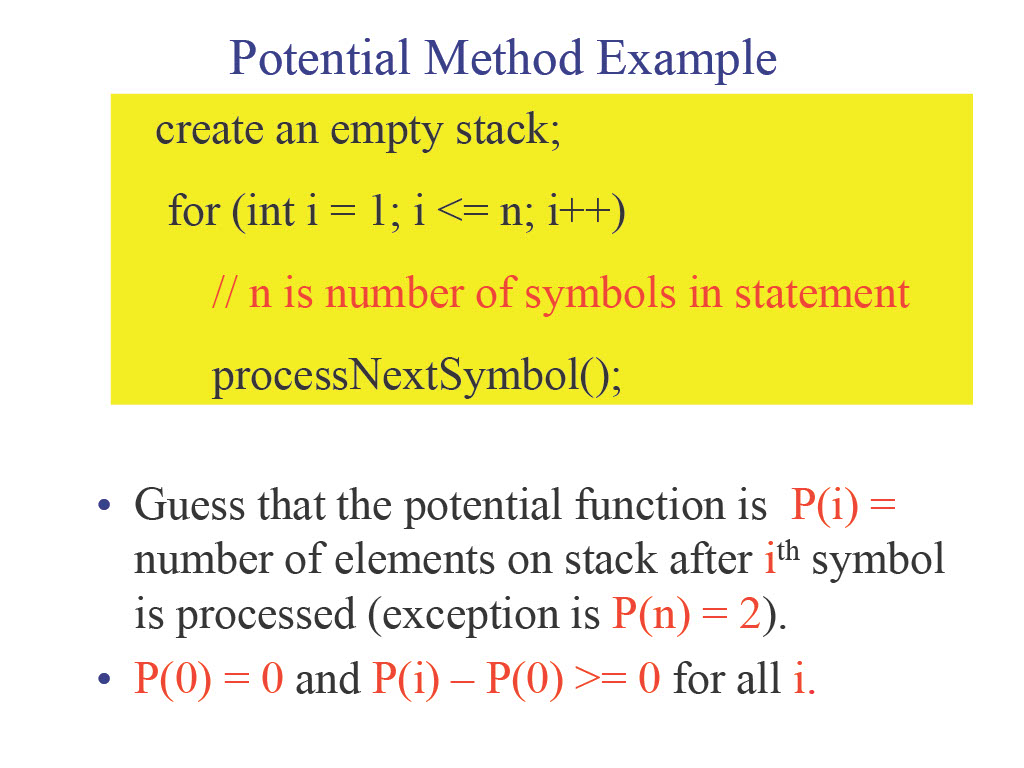 Potential Method Example
create an empty stack;
for (int i = 1; i <= n; i++)
// n is number of symbols in statement
processNextSymbol();
• Guess that the potential function is P(i) =
number of elements on stack after ith symbol
is processed (exception is P(n) = 2).
• P(0) = 0 and P(i) – P(0) >= 0 for all i.